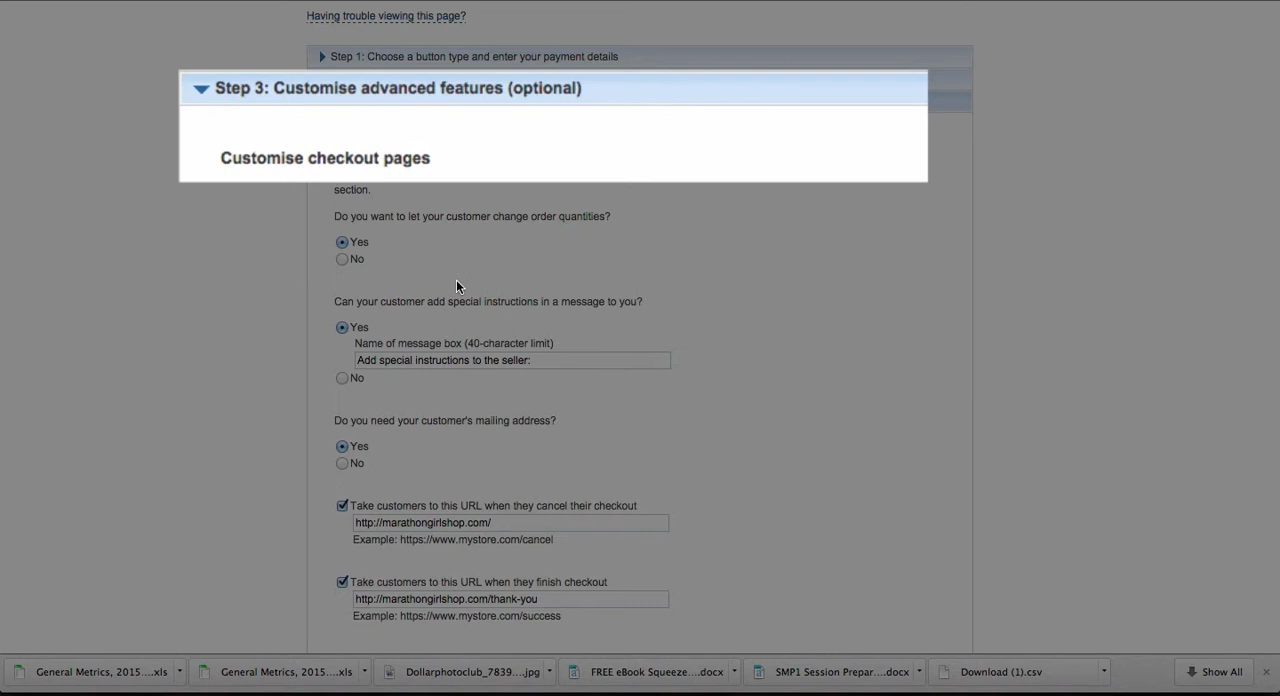 Having trouble viewing this page?
Step 1: Choose a button type and enter your payment details
Step 3: Customise advanced features (optional)
Customise checkout pages
section.
Do you want to let your customer change order quantities?
Yes
No
Can your customer add special instructions in a message to you?
Yes
Name of message box (40-character limit)
Add special instructions to the seller:
No
Do you need your customer's mailing address?
Yes
No
Take customers to this URL when they cancel their checkout
http://marathongirlshop.com/
Example: https://www.mystore.com/cancel
Take customers to this URL when they finish checkout
http://marathongirlshop.com/thank-you
Example: https://www.mystore.com/success
General Metrics, 2015....xls General Metrics, 2015....xls Dollarphotoclub_7839....jpg FREE eBook Squeeze....docx SMP1 Session Prepar....docx Download (1).csv Show All